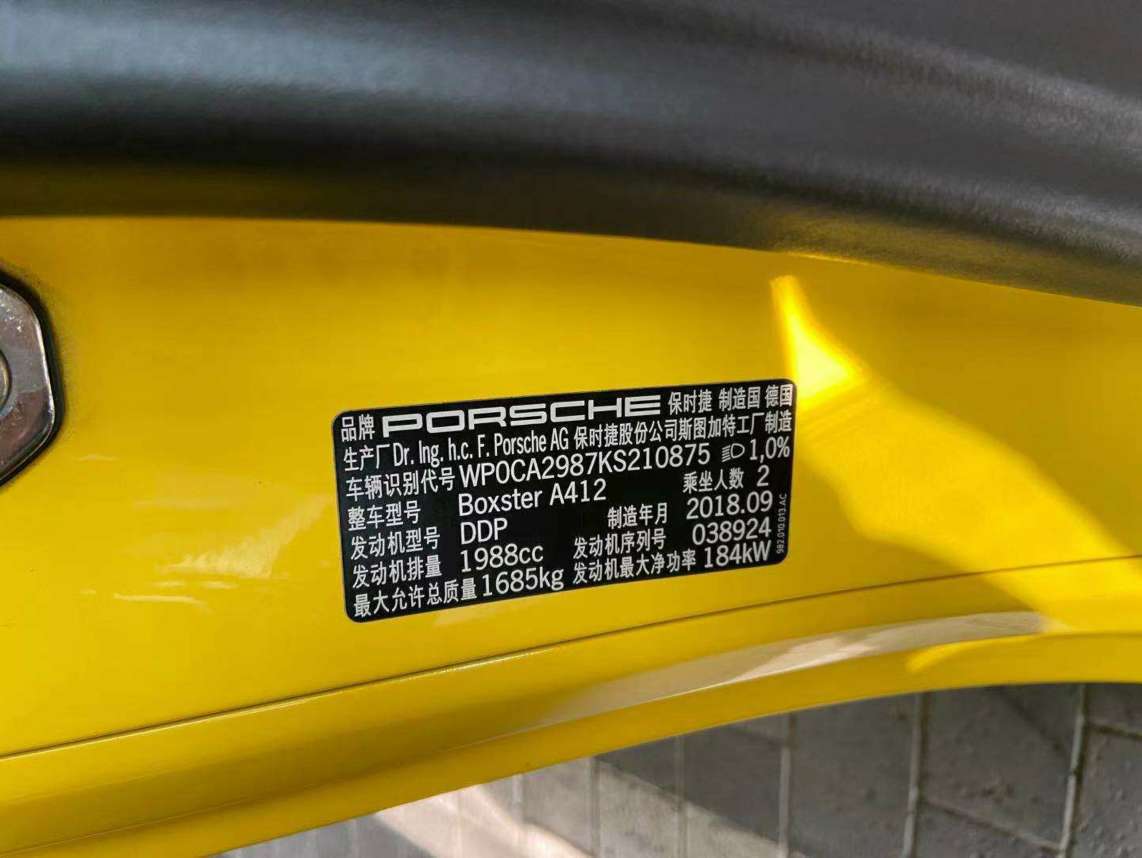 品牌 PORSCHE 保时捷 制造国 德国
生产厂 Dr. Ing. h.c. F. Porsche AG 保时捷股份公司斯图加特工厂制造
车辆识别代号 WP0CA2987KS210875 1,0%
整车型号 Boxster A412 乘坐人数 2
发动机型号 DDP 制造年月 2018.09
发动机排量 1988cc 发动机序列号 038924
最大允许总质量 1685kg 发动机最大净功率 184kW
982.010.013.AC